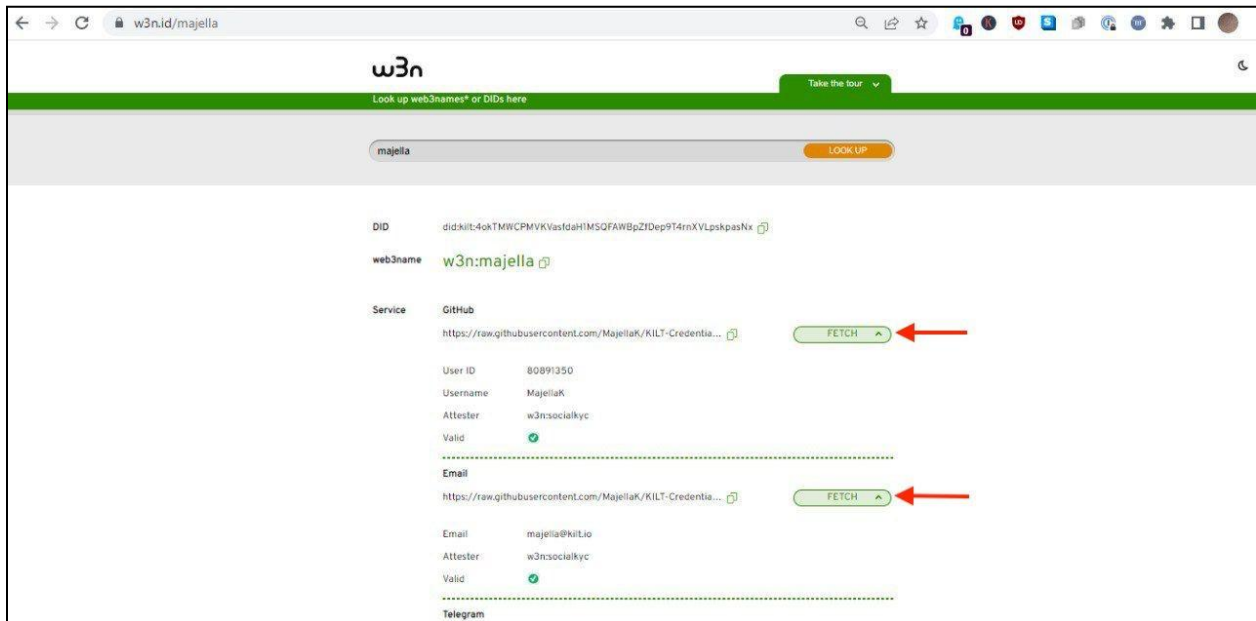 w3n.id/majella
0
w3n
Take the tour
Look up web3names* or DIDs here
majella
LOOK UP
DID did:kilt:4okTMWCPMVKVasfdaH1MSQFAWBpZfDep9T4rnXVLpskpasNx
web3name w3n:majella
Service GitHub
https://raw.githubusercontent.com/MajellaK/KILT-Credentia... FETCH
User ID 80891350
Username MajellaK
Attester w3n:socialkyc
Valid
Email
https://raw.githubusercontent.com/MajellaK/KILT-Credentia... FETCH
Email majella@kilt.io
Attester w3n:socialkyc
Valid
Telegram